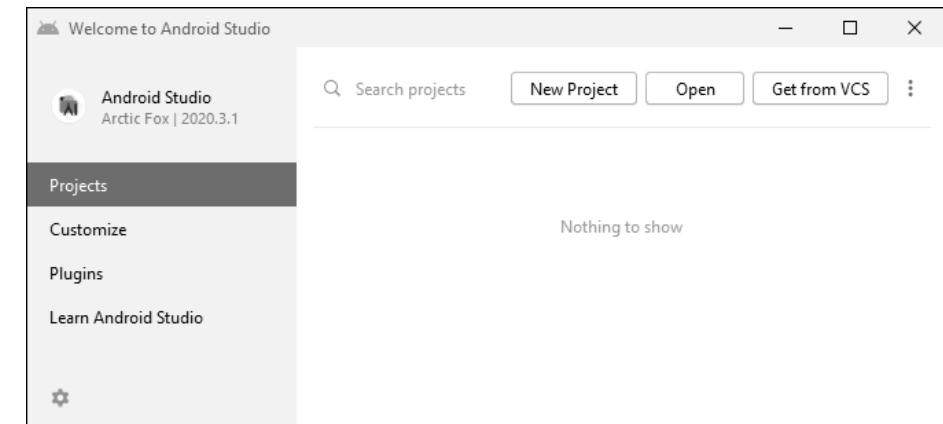 Welcome to Android Studio
Android Studio
Arctic Fox | 2020.3.1
Search projects New Project Open Get from VCS
Projects
Customize
Plugins
Learn Android Studio
Nothing to show